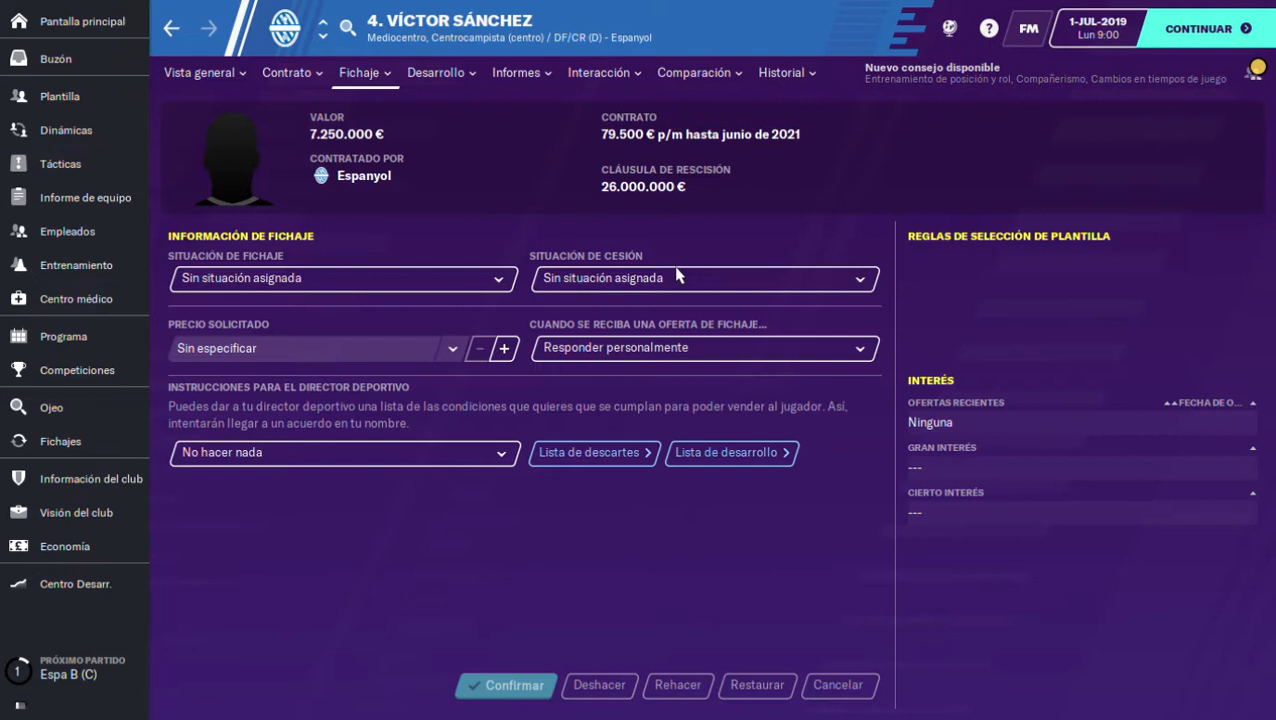 Pantalla principal
Buzón
Plantilla
Dinámicas
Tácticas
Informe de equipo
Empleados
Entrenamiento
Centro médico
Programa
Competiciones
Ojeo
Fichajes
Información del club
Visión del club
Economía
Centro Desarr.
1
PRÓXIMO PARTIDO
Espa B (C)
4. VÍCTOR SÁNCHEZ
Mediocentro, Centrocampista (centro) / DF/CR (D) - Espanyol
?
FM
1-JUL-2019
Lun 9:00
CONTINUAR
Vista general
Contrato
Fichaje
Desarrollo
Informes
Interacción
Comparación
Historial
Nuevo consejo disponible
Entrenamiento de posición y rol, Compañerismo, Cambios en tiempos de juego
VALOR
7.250.000 €
CONTRATADO POR
Espanyol
CONTRATO
79.500 € p/m hasta junio de 2021
CLÁUSULA DE RESCISIÓN
26.000.000 €
INFORMACIÓN DE FICHAJE
SITUACIÓN DE FICHAJE
Sin situación asignada
SITUACIÓN DE CESIÓN
Sin situación asignada
PRECIO SOLICITADO
Sin especificar
CUANDO SE RECIBA UNA OFERTA DE FICHAJE...
Responder personalmente
INSTRUCCIONES PARA EL DIRECTOR DEPORTIVO
Puedes dar a tu director deportivo una lista de las condiciones que quieres que se cumplan para poder vender al jugador. Así,
intentarán llegar a un acuerdo en tu nombre.
No hacer nada
Lista de descartes
Lista de desarrollo
Confirmar
Deshacer
Rehacer
Restaurar
Cancelar
REGLAS DE SELECCIÓN DE PLANTILLA
INTERÉS
OFERTAS RECIENTES
FECHA DE O...
Ninguna
GRAN INTERÉS
---
CIERTO INTERÉS
---